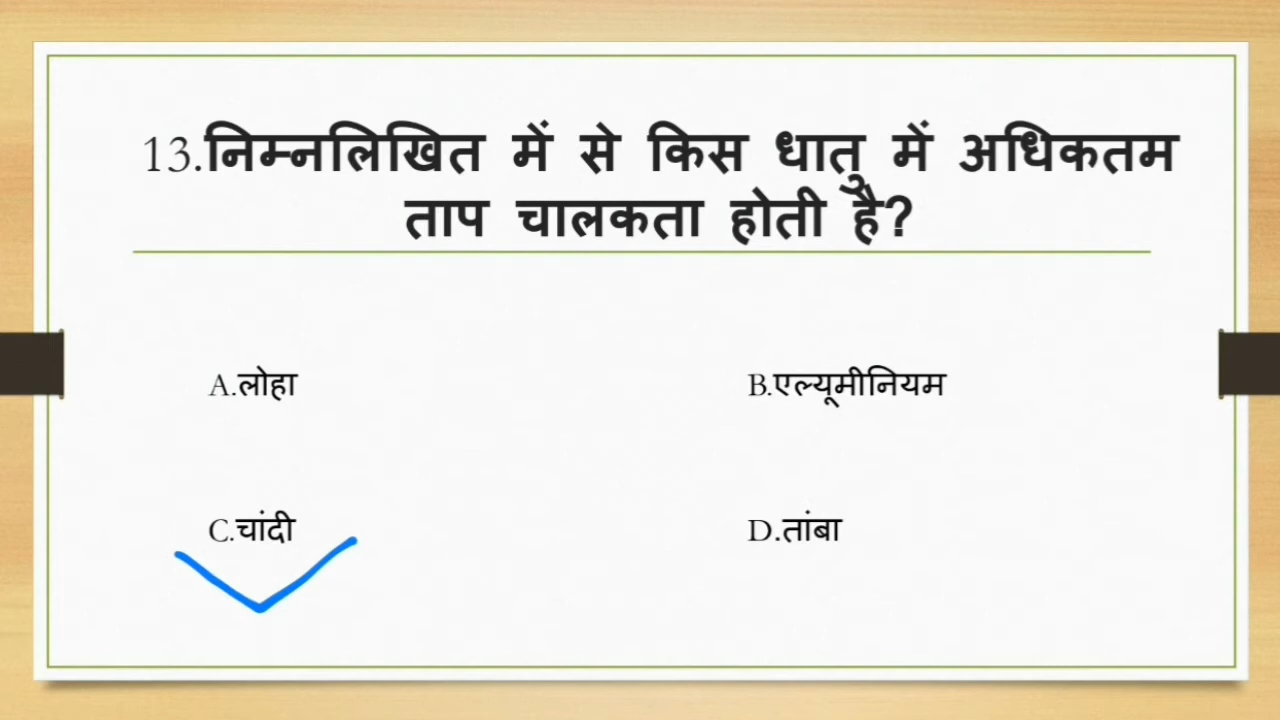 13.निम्नलिखित में से किस धातु में अधिकतम
ताप चालकता होती है?
A.लोहा
B.एल्यूमीनियम
C.चांदी
D.तांबा